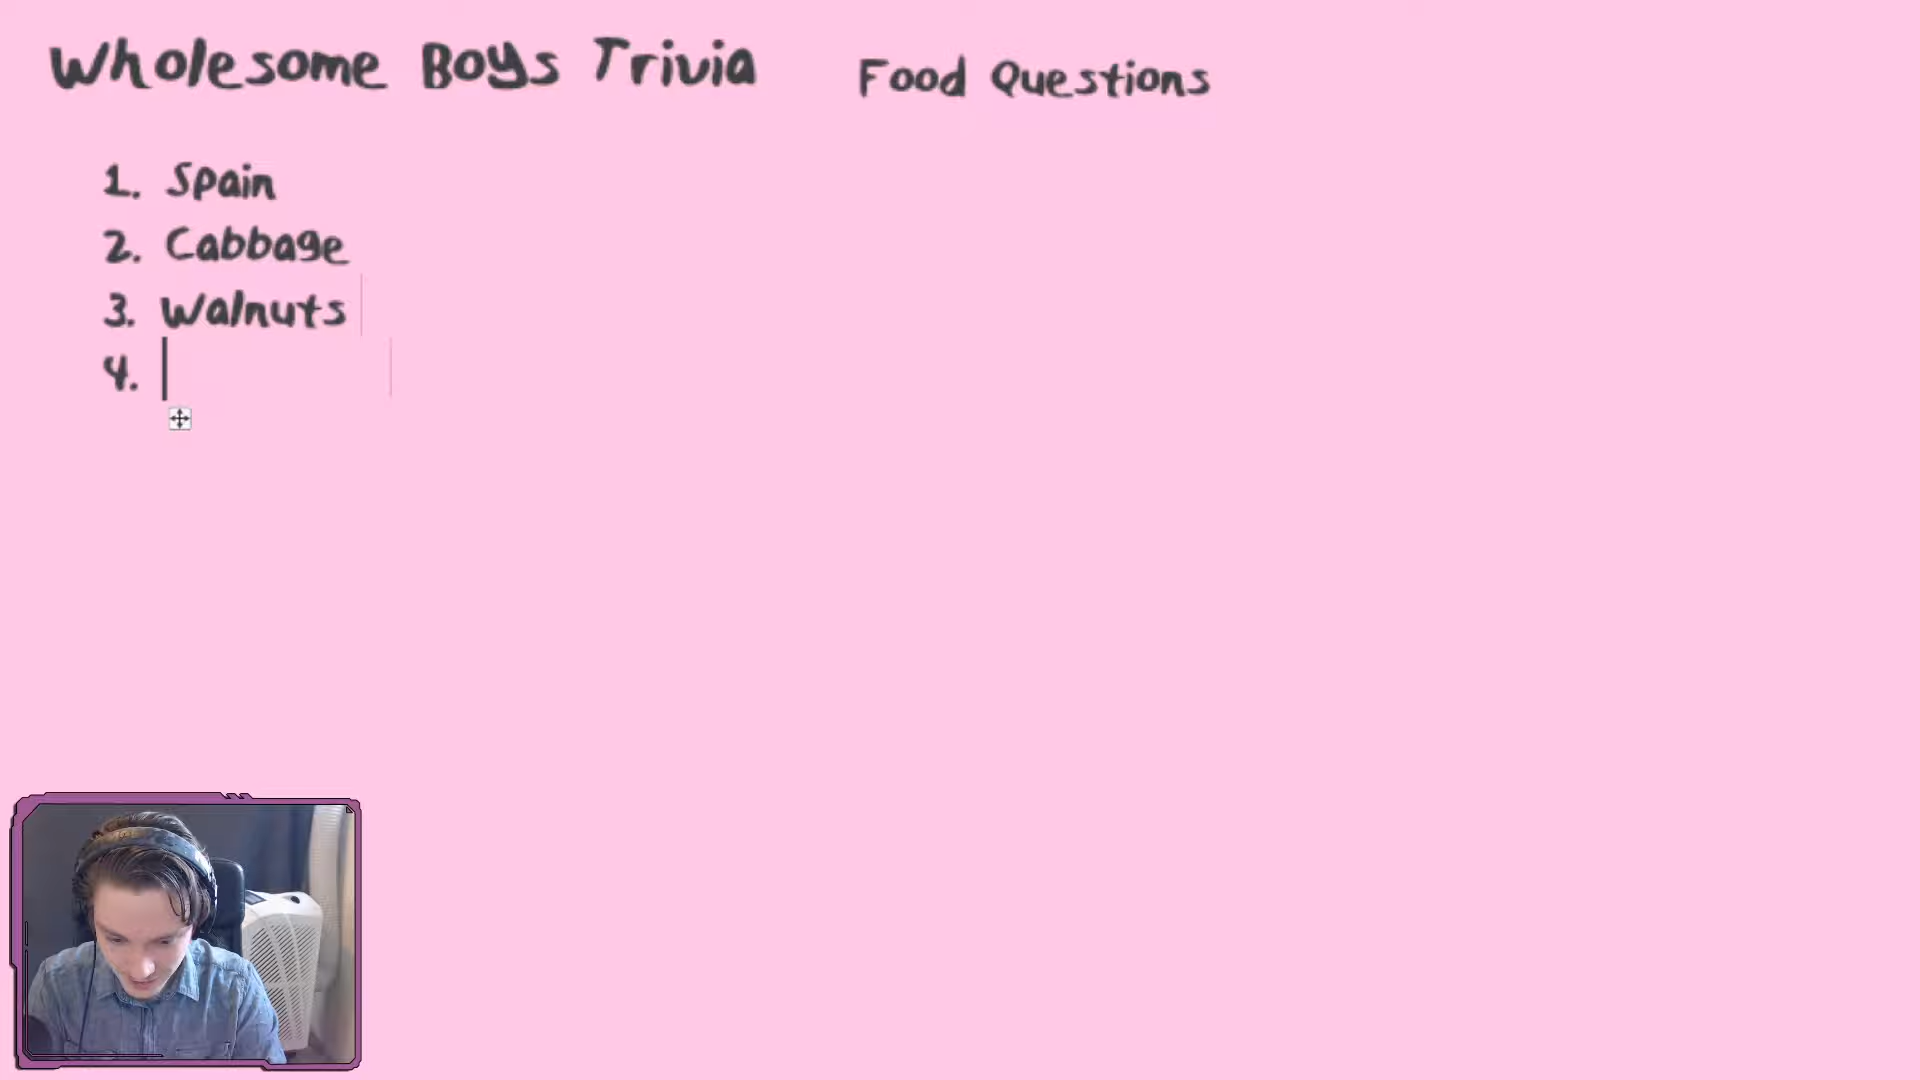 Wholesome Boys Trivia
Food Questions
1. Spain
2. Cabbage
3. Walnuts
4.